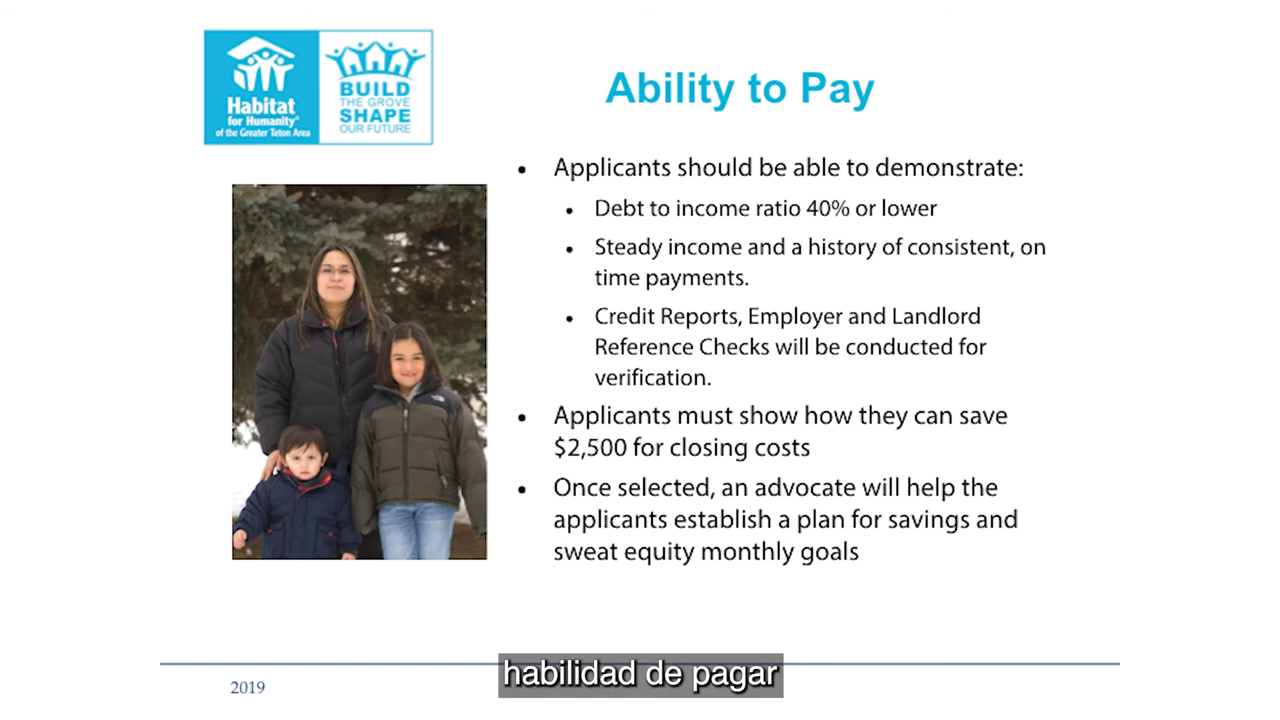 Habitat
for Humanity®
of the Greater Teton Area
BUILD
THE GROVE
SHAPE
OUR FUTURE
Ability to Pay
• Applicants should be able to demonstrate:
• Debt to income ratio 40% or lower
• Steady income and a history of consistent, on
time payments.
• Credit Reports, Employer and Landlord
Reference Checks will be conducted for
verification.
• Applicants must show how they can save
$2,500 for closing costs
• Once selected, an advocate will help the
applicants establish a plan for savings and
sweat equity monthly goals
habilidad de pagar
2019